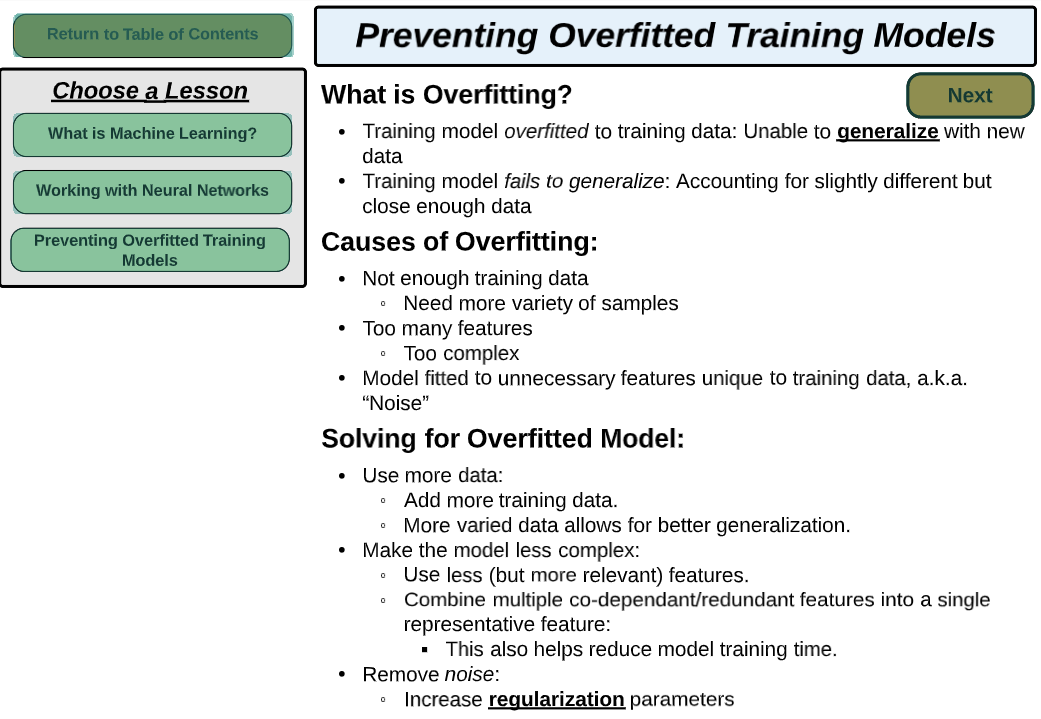 Return to Table of Contents
Preventing Overfitted Training Models
Choose a Lesson
What is Machine Learning?
Working with Neural Networks
Preventing Overfitted Training
Models
What is Overfitting?
Next
• Training model overfitted to training data: Unable to generalize with new
data
• Training model fails to generalize: Accounting for slightly different but
close enough data
Causes of Overfitting:
• Not enough training data
◦ Need more variety of samples
• Too many features
◦ Too complex
• Model fitted to unnecessary features unique to training data, a.k.a.
“Noise”
Solving for Overfitted Model:
• Use more data:
◦ Add more training data.
◦ More varied data allows for better generalization.
• Make the model less complex:
◦ Use less (but more relevant) features.
◦ Combine multiple co-dependant/redundant features into a single
representative feature:
▪ This also helps reduce model training time.
• Remove noise:
◦ Increase regularization parameters